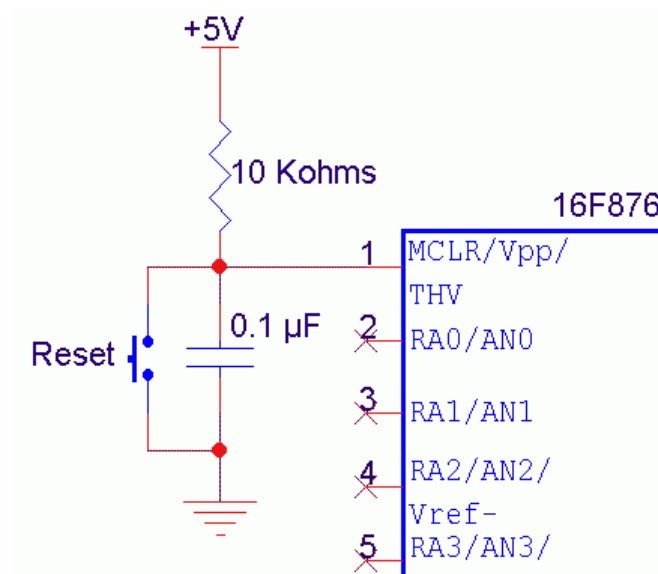 +5V
10 Kohms
16F876
1
MCLR/Vpp/
THV
0.1 µF
2
RA0/AN0
Reset
3
RA1/AN1
4
RA2/AN2/
Vref-
5
RA3/AN3/